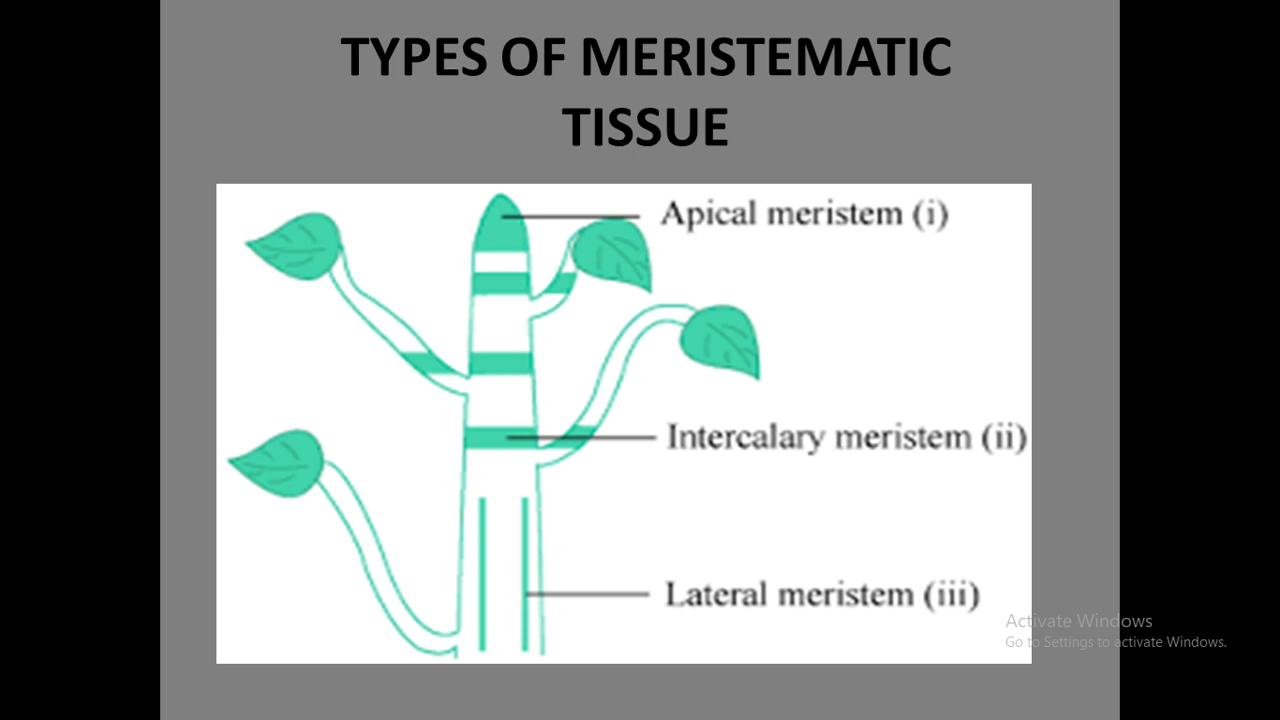 TYPES OF MERISTEMATIC
TISSUE
Apical meristem (i)
Intercalary meristem (ii)
Lateral meristem (iii)
Activate Windows
Go to Settings to activate Windows.